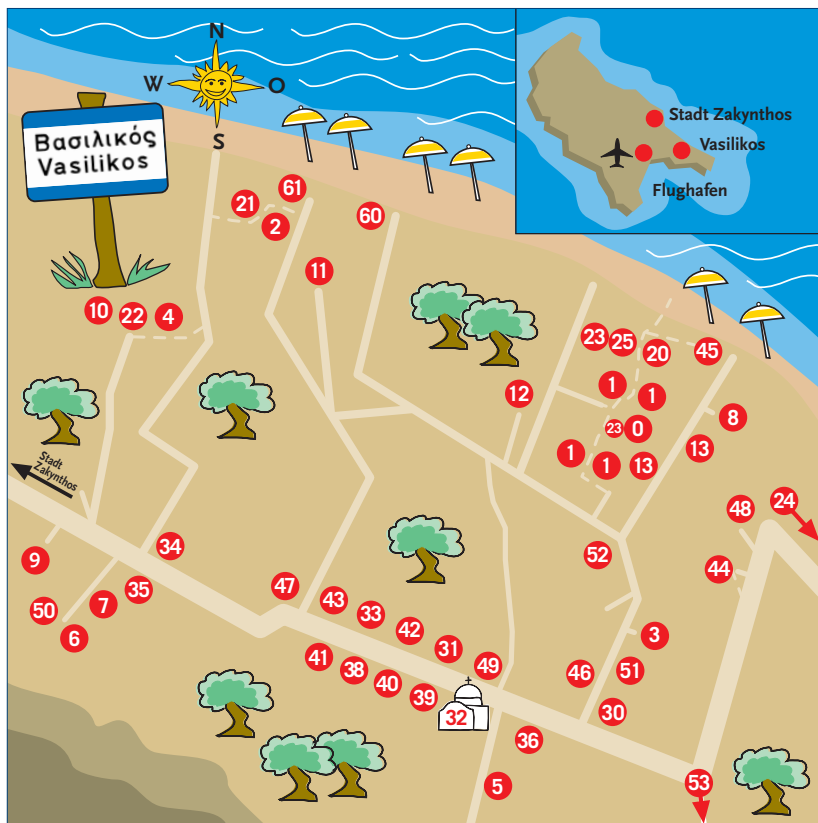 N
W O
S
Βασιλικός
Vasilikos
Stadt Zakynthos
Vasilikos
Flughafen
61
21
2
60
11
10 22 4
23 25 20 45
12
1 1
8
23 0
13
1 1 13
Stadt
Zakynthos
48 24
34
52
9
44
35
47
7
43
50
33
6
42
3
31
41
49
38
46 51
40
39
32
30
36
5
53